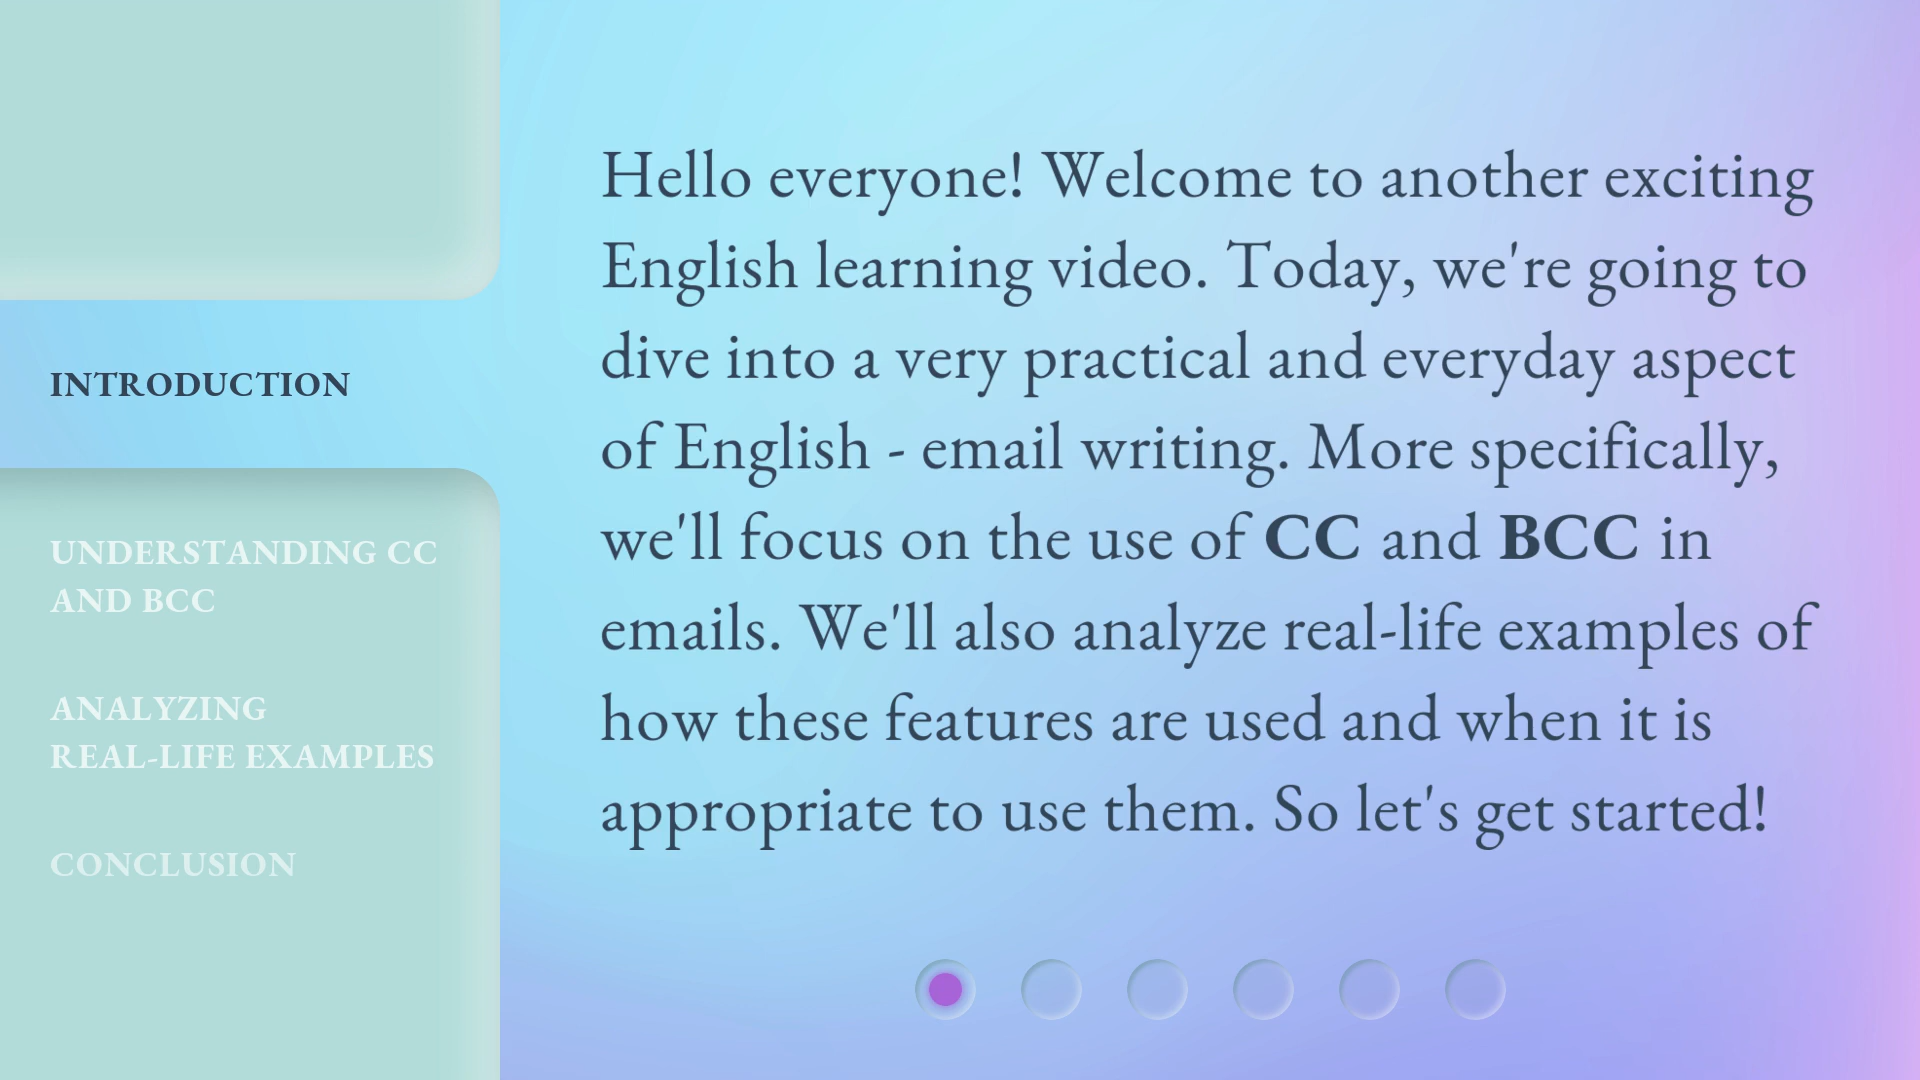 INTRODUCTION
UNDERSTANDING CC
AND BCC
ANALYZING
REAL-LIFE EXAMPLES
CONCLUSION
Hello everyone! Welcome to another exciting
English learning video. Today, we're going to
dive into a very practical and everyday aspect
of English - email writing. More specifically,
we'll focus on the use of CC and BCC in
emails. We'll also analyze real-life examples of
how these features are used and when it is
appropriate to use them. So let's get started!